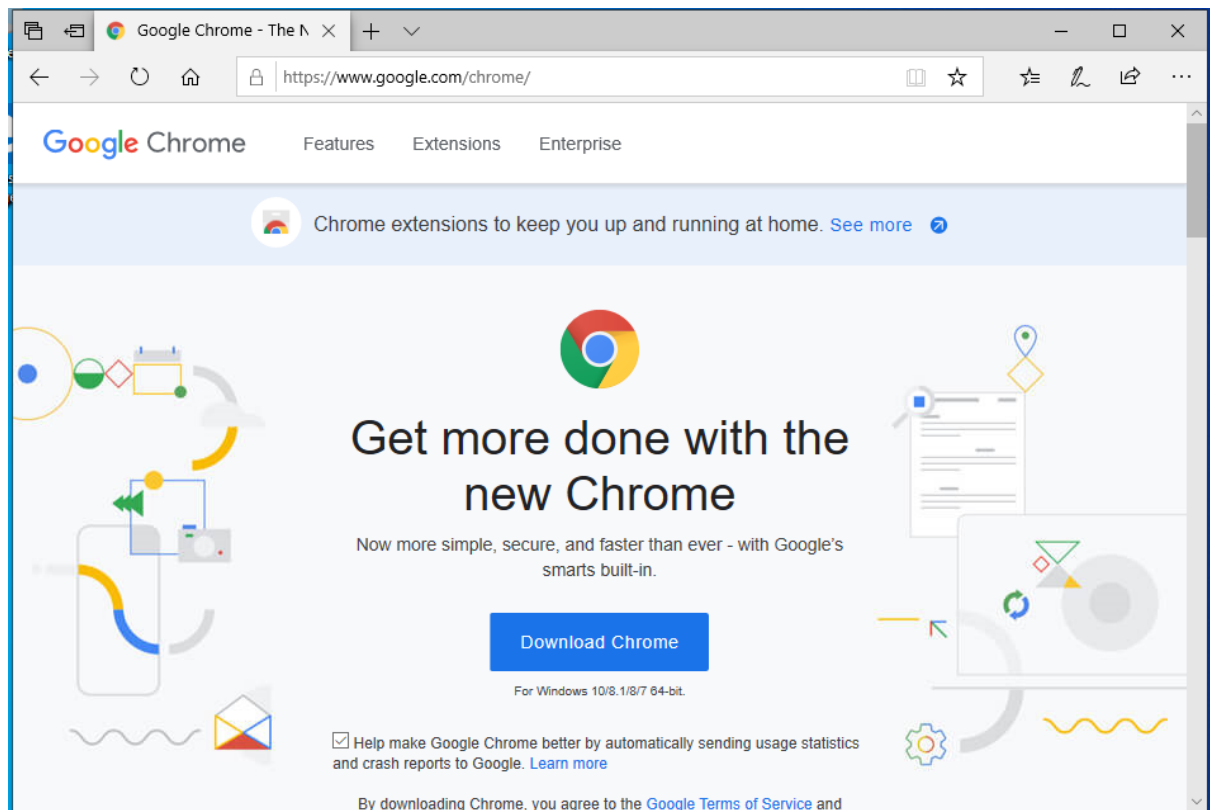 Google Chrome - The N
https://www.google.com/chrome/
Google Chrome Features Extensions Enterprise
Chrome extensions to keep you up and running at home. See more
Get more done with the
new Chrome
Now more simple, secure, and faster than ever - with Google's
smarts built-in.
Download Chrome
For Windows 10/8.1/8/7 64-bit.
Help make Google Chrome better by automatically sending usage statistics
and crash reports to Google. Learn more
By downloading Chrome, you agree to the Google Terms of Service and